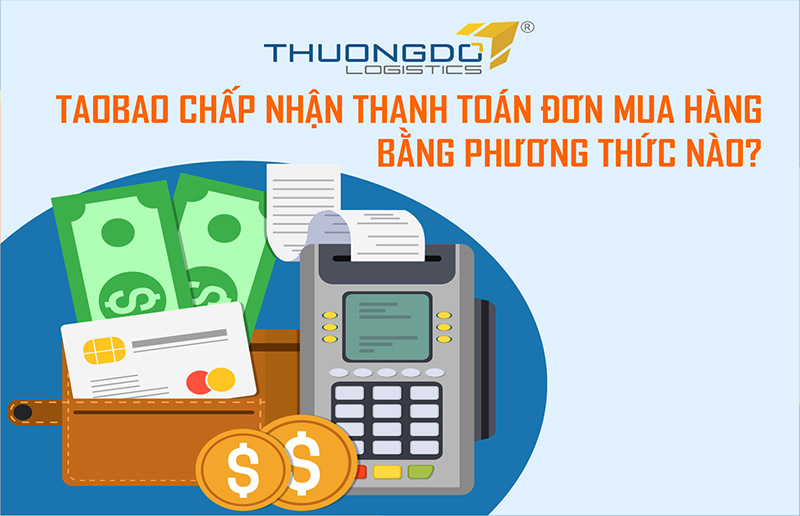 THUONGDO
®
LOGISTICS
TAOBAO CHẤP NHẬN THANH TOÁN ĐƠN MUA HÀNG
BẰNG PHƯƠNG THỨC NÀO?
$ $
$ $